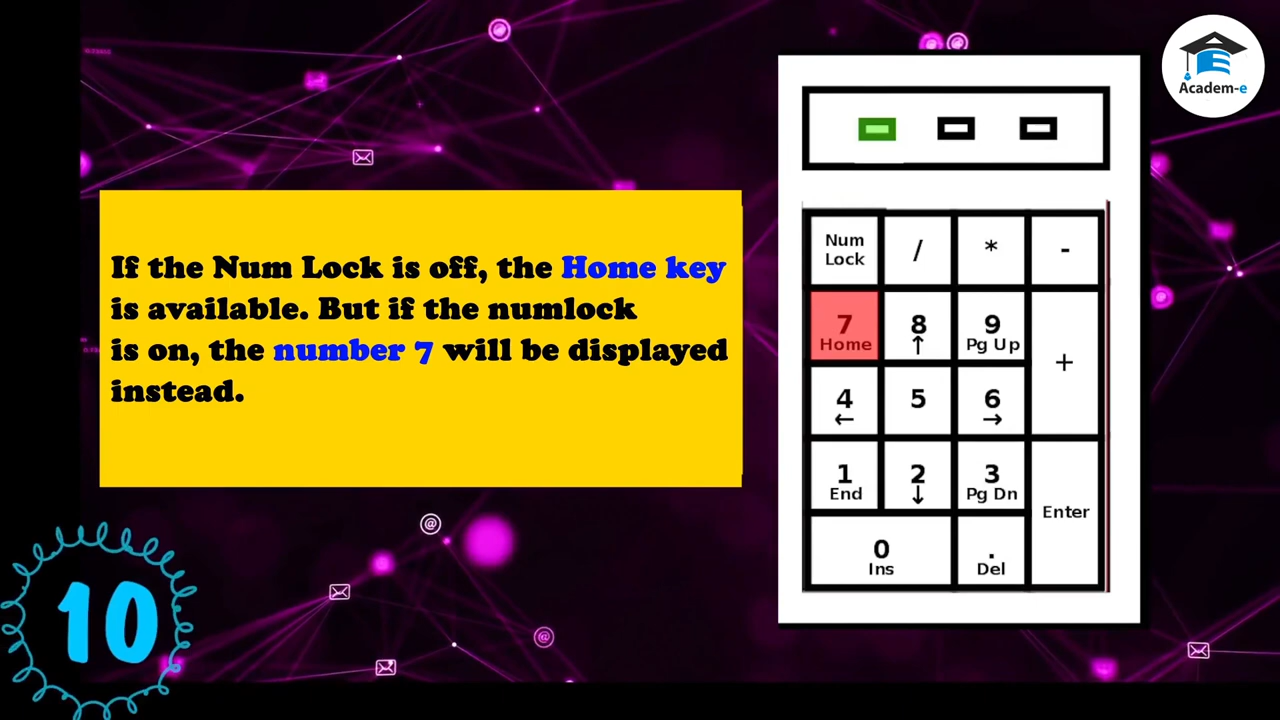 Academ-e
If the Num Lock is off, the Home key
is available. But if the numlock
is on, the number 7 will be displayed
instead.
Num
Lock
/
*
-
7
Home
8
↑
9
Pg Up
+
4
←
5
6
→
1
End
2
↓
3
Pg Dn
Enter
0
Ins
.
Del
10